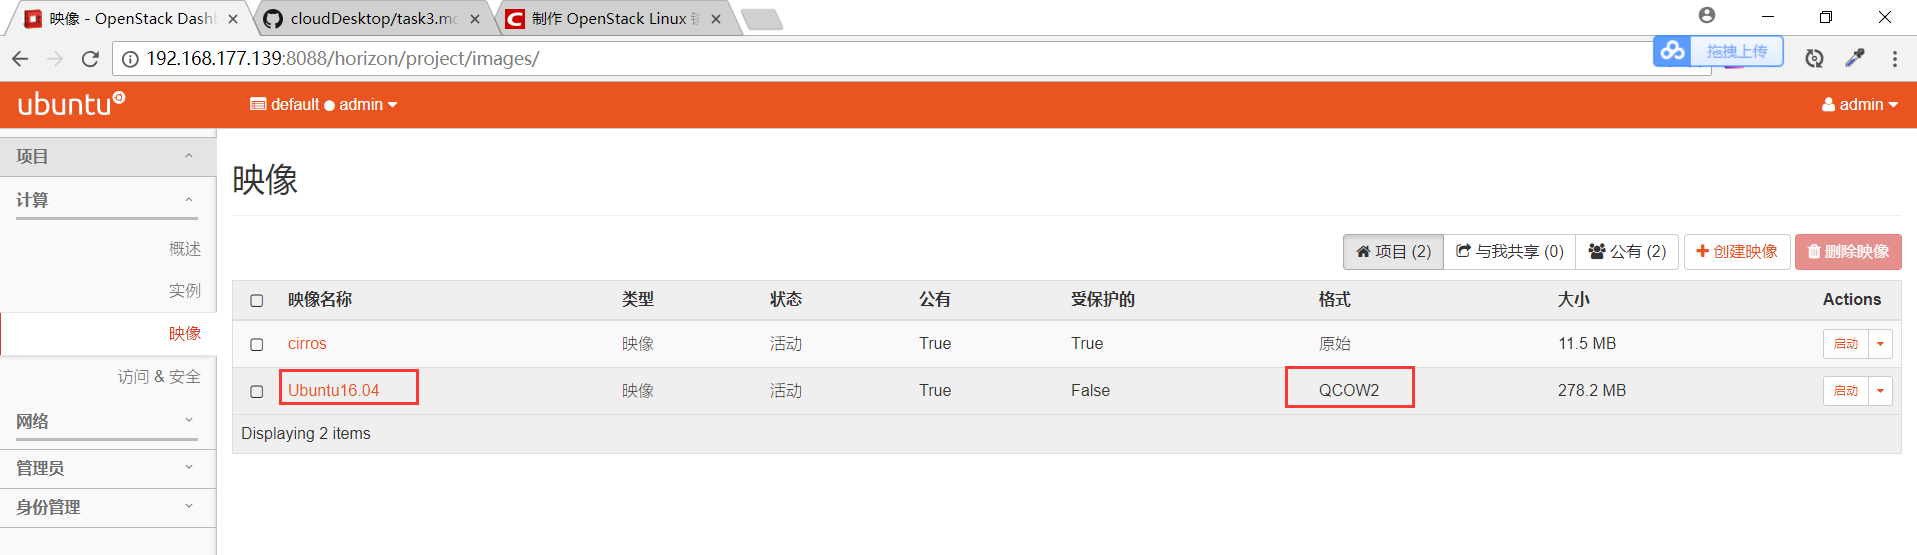 映像 - OpenStack Dashl
cloudDesktop/task3.mc
制作 OpenStack Linux 镜
192.168.177.139:8088/horizon/project/images/
拖拽上传
ubuntu
default
admin
admin
项目
计算
概述
实例
映像
访问 & 安全
网络
管理员
身份管理
映像
项目 (2)
与我共享 (0)
公有 (2)
创建映像
删除映像
映像名称 类型 状态 公有 受保护的 格式 大小 Actions
cirros 映像 活动 True True 原始 11.5 MB 启动
Ubuntu16.04 映像 活动 True False QCOW2 278.2 MB 启动
Displaying 2 items